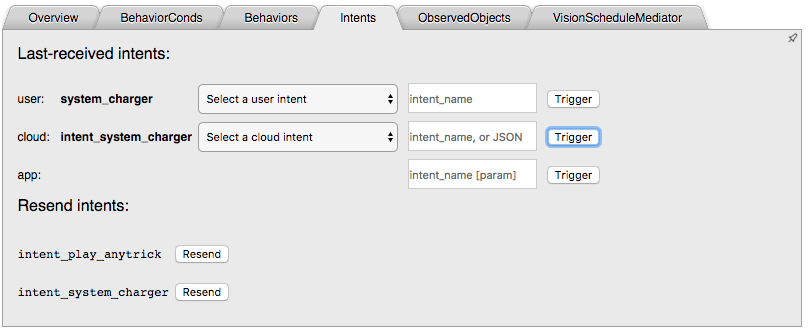 Overview BehaviorConds Behaviors Intents ObservedObjects VisionScheduleMediator
Last-received intents:
user: system_charger Select a user intent intent_name Trigger
cloud: intent_system_charger Select a cloud intent intent_name, or JSON Trigger
app: intent_name [param] Trigger
Resend intents:
intent_play_anytrick Resend
intent_system_charger Resend